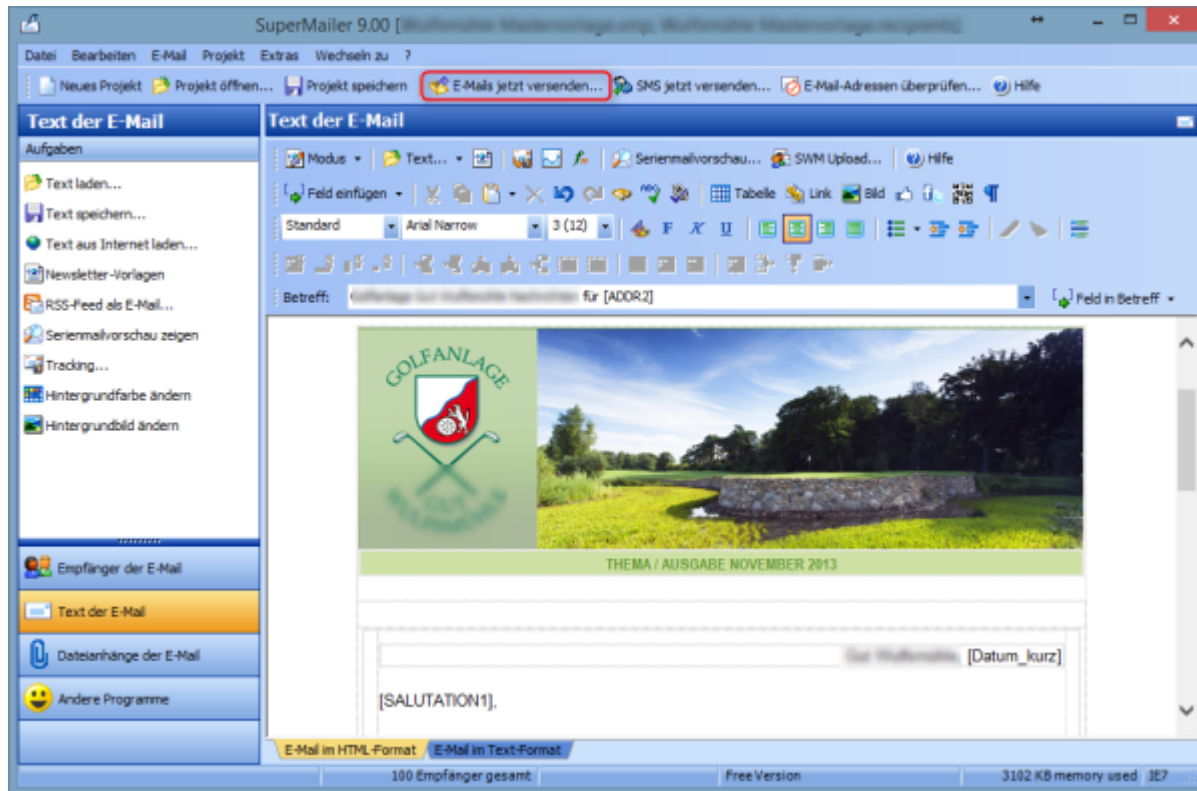 SuperMailer 9.00 [
Datei Bearbeiten E-Mail Projekt Extras Wechseln zu ?
Neues Projekt Projekt öffnen... Projekt speichern E-Mails jetzt versenden... SMS jetzt versenden... E-Mail-Adressen überprüfen... Hilfe
Text der E-Mail
Aufgaben
Text laden...
Text speichern...
Text aus Internet laden...
Newsletter-Vorlagen
RSS-Feed als E-Mail...
Serienmailvorschau zeigen
Tracking...
Hintergrundfarbe ändern
Hintergrundbild ändern
Empfänger der E-Mail
Text der E-Mail
Dateianhänge der E-Mail
Andere Programme
Text der E-Mail
Modus Text... Serienmailvorschau... SWM Upload... Hilfe
Feld einfügen Tabelle Link Bild
Standard Arial Narrow 3 (12) F K U
Betreff: für [ADDR2] Feld in Betreff
GOLFANLAGE
THEMA / AUSGABE NOVEMBER 2013
[Datum_kurz]
[SALUTATION1],
E-Mail im HTML-Format E-Mail im Text-Format
100 Empfänger gesamt Free Version 3102 KB memory used IE7